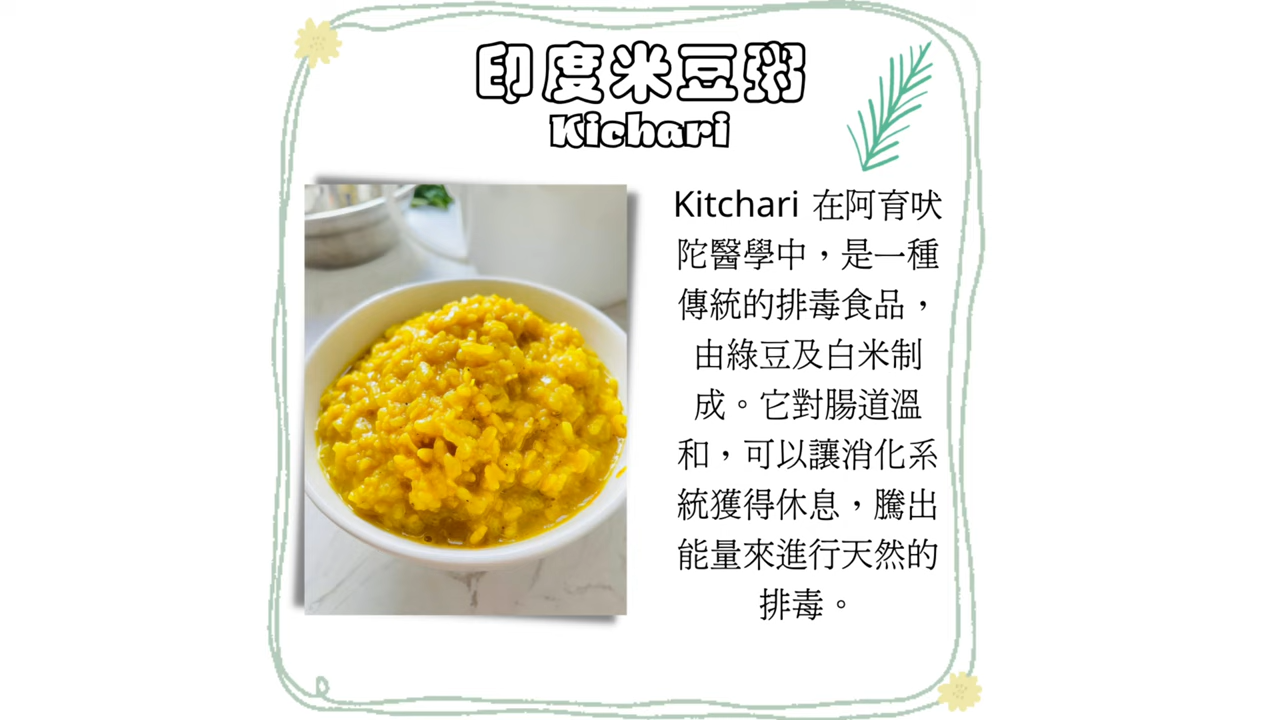 印度米豆粥
Kichari
Kitchari 在阿育吠
陀醫學中，是一種
傳統的排毒食品，
由綠豆及白米制
成。它對腸道溫
和，可以讓消化系
統獲得休息，騰出
能量來進行天然的
排毒。